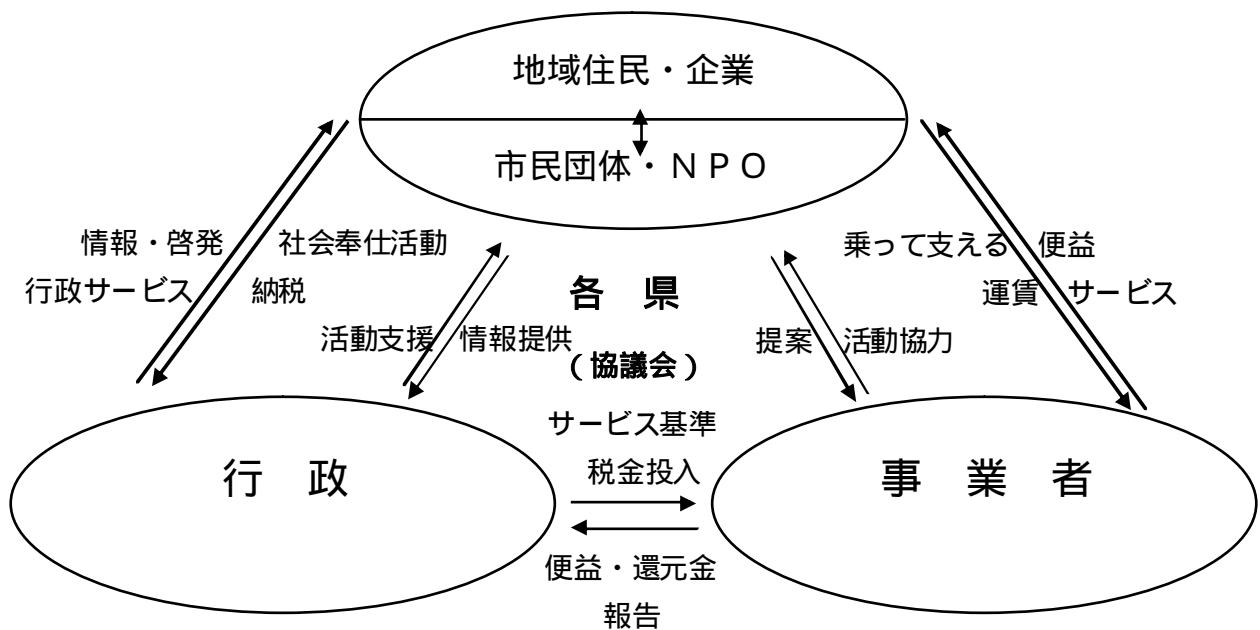 地域住民・企業
市民団体・ＮＰＯ
情報・啓発
社会奉仕活動
行政サービス
納税
乗って支える
便益
運賃
サービス
各　県
（協議会）
活動支援
情報提供
提案
活動協力
行　政
サービス基準
税金投入
便益・還元金
報告
事　業　者